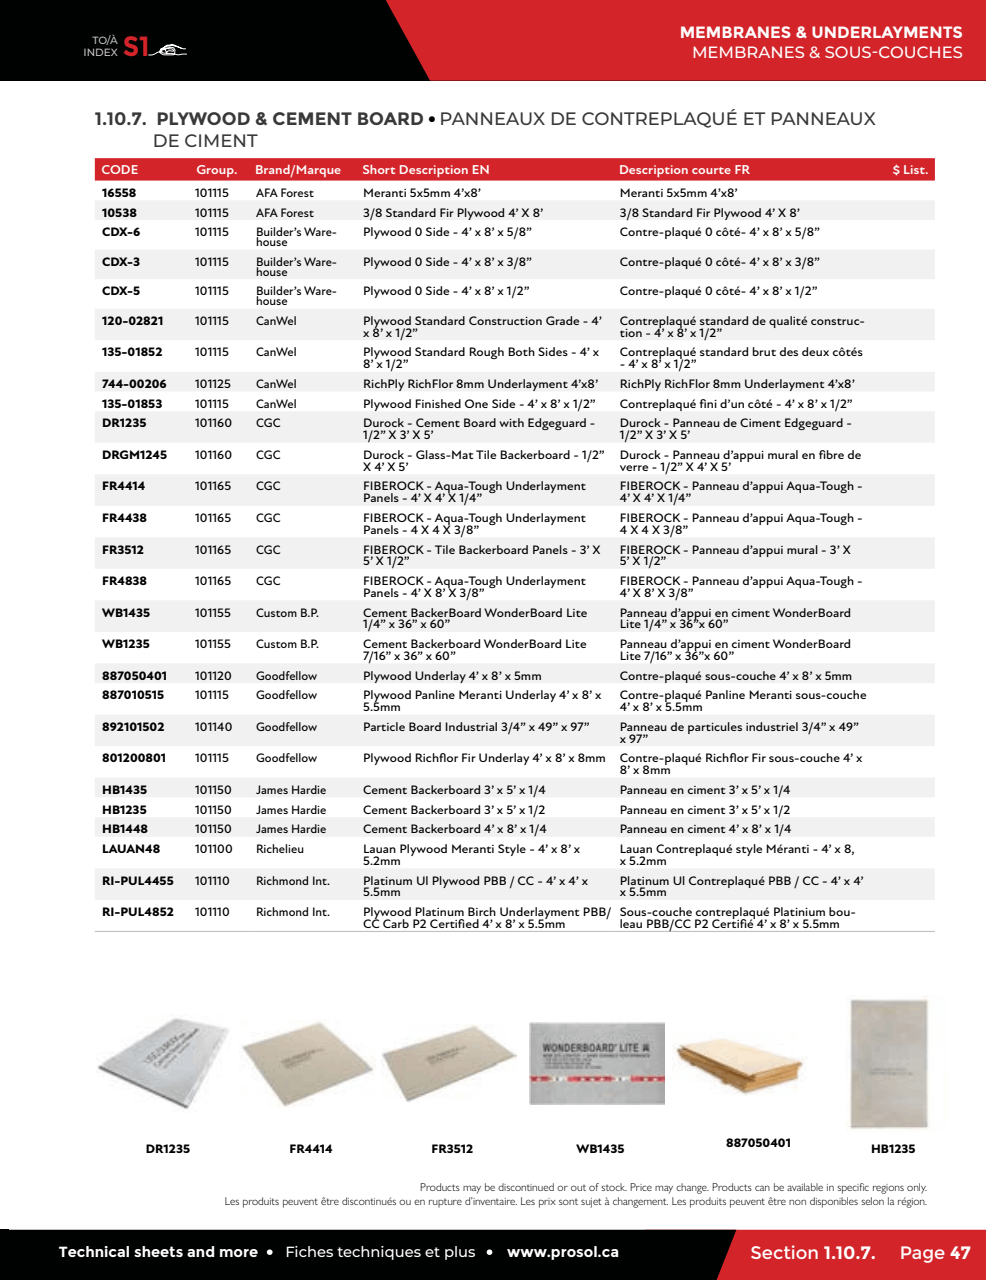 TO/À
INDEX S1
MEMBRANES & UNDERLAYMENTS
MEMBRANES & SOUS-COUCHES
1.10.7. PLYWOOD & CEMENT BOARD • PANNEAUX DE CONTREPLAQUÉ ET PANNEAUX
DE CIMENT
CODE Group. Brand/Marque Short Description EN Description courte FR $ List.
16558 101115 AFA Forest Meranti 5x5mm 4’x8’ Meranti 5x5mm 4’x8’
10538 101115 AFA Forest 3/8 Standard Fir Plywood 4’ X 8’ 3/8 Standard Fir Plywood 4’ X 8’
CDX-6 101115 Builder’s Ware- Plywood 0 Side - 4’ x 8’ x 5/8” Contre-plaqué 0 côté- 4’ x 8’ x 5/8”
house
CDX-3 101115 Builder’s Ware- Plywood 0 Side - 4’ x 8’ x 3/8” Contre-plaqué 0 côté- 4’ x 8’ x 3/8”
house
CDX-5 101115 Builder’s Ware- Plywood 0 Side - 4’ x 8’ x 1/2” Contre-plaqué 0 côté- 4’ x 8’ x 1/2”
house
120-02821 101115 CanWel Plywood Standard Construction Grade - 4’ Contreplaqué standard de qualité construc-
x 8’ x 1/2” tion - 4’ x 8’ x 1/2”
135-01852 101115 CanWel Plywood Standard Rough Both Sides - 4’ x Contreplaqué standard brut des deux côtés
8’ x 1/2” - 4’ x 8’ x 1/2”
744-00206 101125 CanWel RichPly RichFlor 8mm Underlayment 4’x8’ RichPly RichFlor 8mm Underlayment 4’x8’
135-01853 101115 CanWel Plywood Finished One Side - 4’ x 8’ x 1/2” Contreplaqué fini d’un côté - 4’ x 8’ x 1/2”
DR1235 101160 CGC Durock - Cement Board with Edgeguard - Durock - Panneau de Ciment Edgeguard -
1/2” X 3’ X 5’ 1/2” X 3’ X 5’
DRGM1245 101160 CGC Durock - Glass-Mat Tile Backerboard - 1/2” Durock - Panneau d’appui mural en fibre de
X 4’ X 5’ verre - 1/2” X 4’ X 5’
FR4414 101165 CGC FIBEROCK - Aqua-Tough Underlayment FIBEROCK - Panneau d’appui Aqua-Tough -
Panels - 4’ X 4’ X 1/4” 4’ X 4’ X 1/4”
FR4438 101165 CGC FIBEROCK - Aqua-Tough Underlayment FIBEROCK - Panneau d’appui Aqua-Tough -
Panels - 4 X 4 X 3/8” 4 X 4 X 3/8”
FR3512 101165 CGC FIBEROCK - Tile Backerboard Panels - 3’ X FIBEROCK - Panneau d’appui mural - 3’ X
5’ X 1/2” 5’ X 1/2”
FR4838 101165 CGC FIBEROCK - Aqua-Tough Underlayment FIBEROCK - Panneau d’appui Aqua-Tough -
Panels - 4’ X 8’ X 3/8” 4’ X 8’ X 3/8”
WB1435 101155 Custom B.P. Cement BackerBoard WonderBoard Lite Panneau d’appui en ciment WonderBoard
1/4” x 36” x 60” Lite 1/4” x 36”x 60”
WB1235 101155 Custom B.P. Cement Backerboard WonderBoard Lite Panneau d’appui en ciment WonderBoard
7/16” x 36” x 60” Lite 7/16” x 36”x 60”
887050401 101120 Goodfellow Plywood Underlay 4’ x 8’ x 5mm Contre-plaqué sous-couche 4’ x 8’ x 5mm
887010515 101115 Goodfellow Plywood Panline Meranti Underlay 4’ x 8’ x Contre-plaqué Panline Meranti sous-couche
5.5mm 4’ x 8’ x 5.5mm
892101502 101140 Goodfellow Particle Board Industrial 3/4” x 49” x 97” Panneau de particules industriel 3/4” x 49”
x 97”
801200801 101115 Goodfellow Plywood Richflor Fir Underlay 4’ x 8’ x 8mm Contre-plaqué Richflor Fir sous-couche 4’ x
8’ x 8mm
HB1435 101150 James Hardie Cement Backerboard 3’ x 5’ x 1/4 Panneau en ciment 3’ x 5’ x 1/4
HB1235 101150 James Hardie Cement Backerboard 3’ x 5’ x 1/2 Panneau en ciment 3’ x 5’ x 1/2
HB1448 101150 James Hardie Cement Backerboard 4’ x 8’ x 1/4 Panneau en ciment 4’ x 8’ x 1/4
LAUAN48 101100 Richelieu Lauan Plywood Meranti Style - 4’ x 8’ x Lauan Contreplaqué style Méranti - 4’ x 8,
5.2mm x 5.2mm
RI-PUL4455 101110 Richmond Int. Platinum Ul Plywood PBB / CC - 4’ x 4’ x Platinum Ul Contreplaqué PBB / CC - 4’ x 4’
5.5mm x 5.5mm
RI-PUL4852 101110 Richmond Int. Plywood Platinum Birch Underlayment PBB/ Sous-couche contreplaqué Platinium bou-
CC Carb P2 Certified 4’ x 8’ x 5.5mm leau PBB/CC P2 Certifié 4’ x 8’ x 5.5mm
WONDERBOARD® LITE
DR1235 FR4414 FR3512 WB1435 887050401 HB1235
Products may be discontinued or out of stock. Price may change. Products can be available in specific regions only.
Les produits peuvent être discontinués ou en rupture d’inventaire. Les prix sont sujet à changement. Les produits peuvent être non disponibles selon la région.
Technical sheets and more • Fiches techniques et plus • www.prosol.ca
Section 1.10.7. Page 47